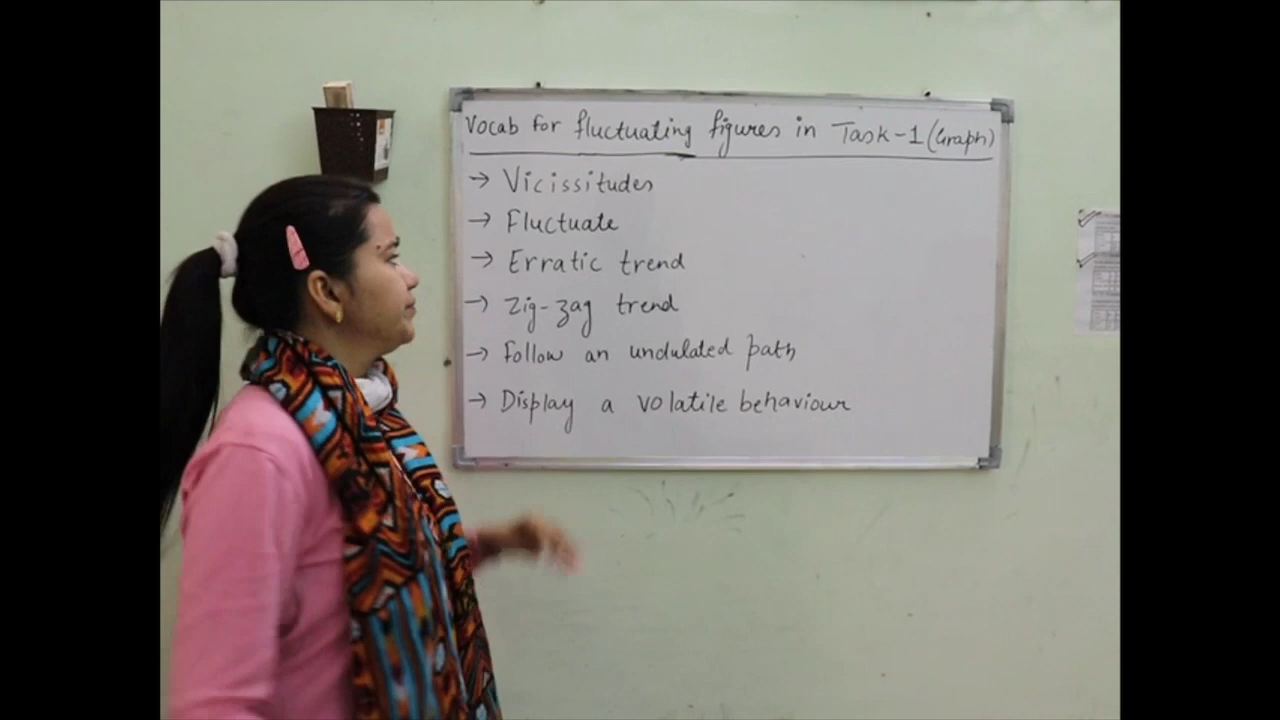 Vocab for fluctuating figures in Task-1 (Graph)
→ Vicissitudes
→ Fluctuate
→ Erratic trend
→ Zig-zag trend
→ Follow an undulated path
→ Display a volatile behaviour